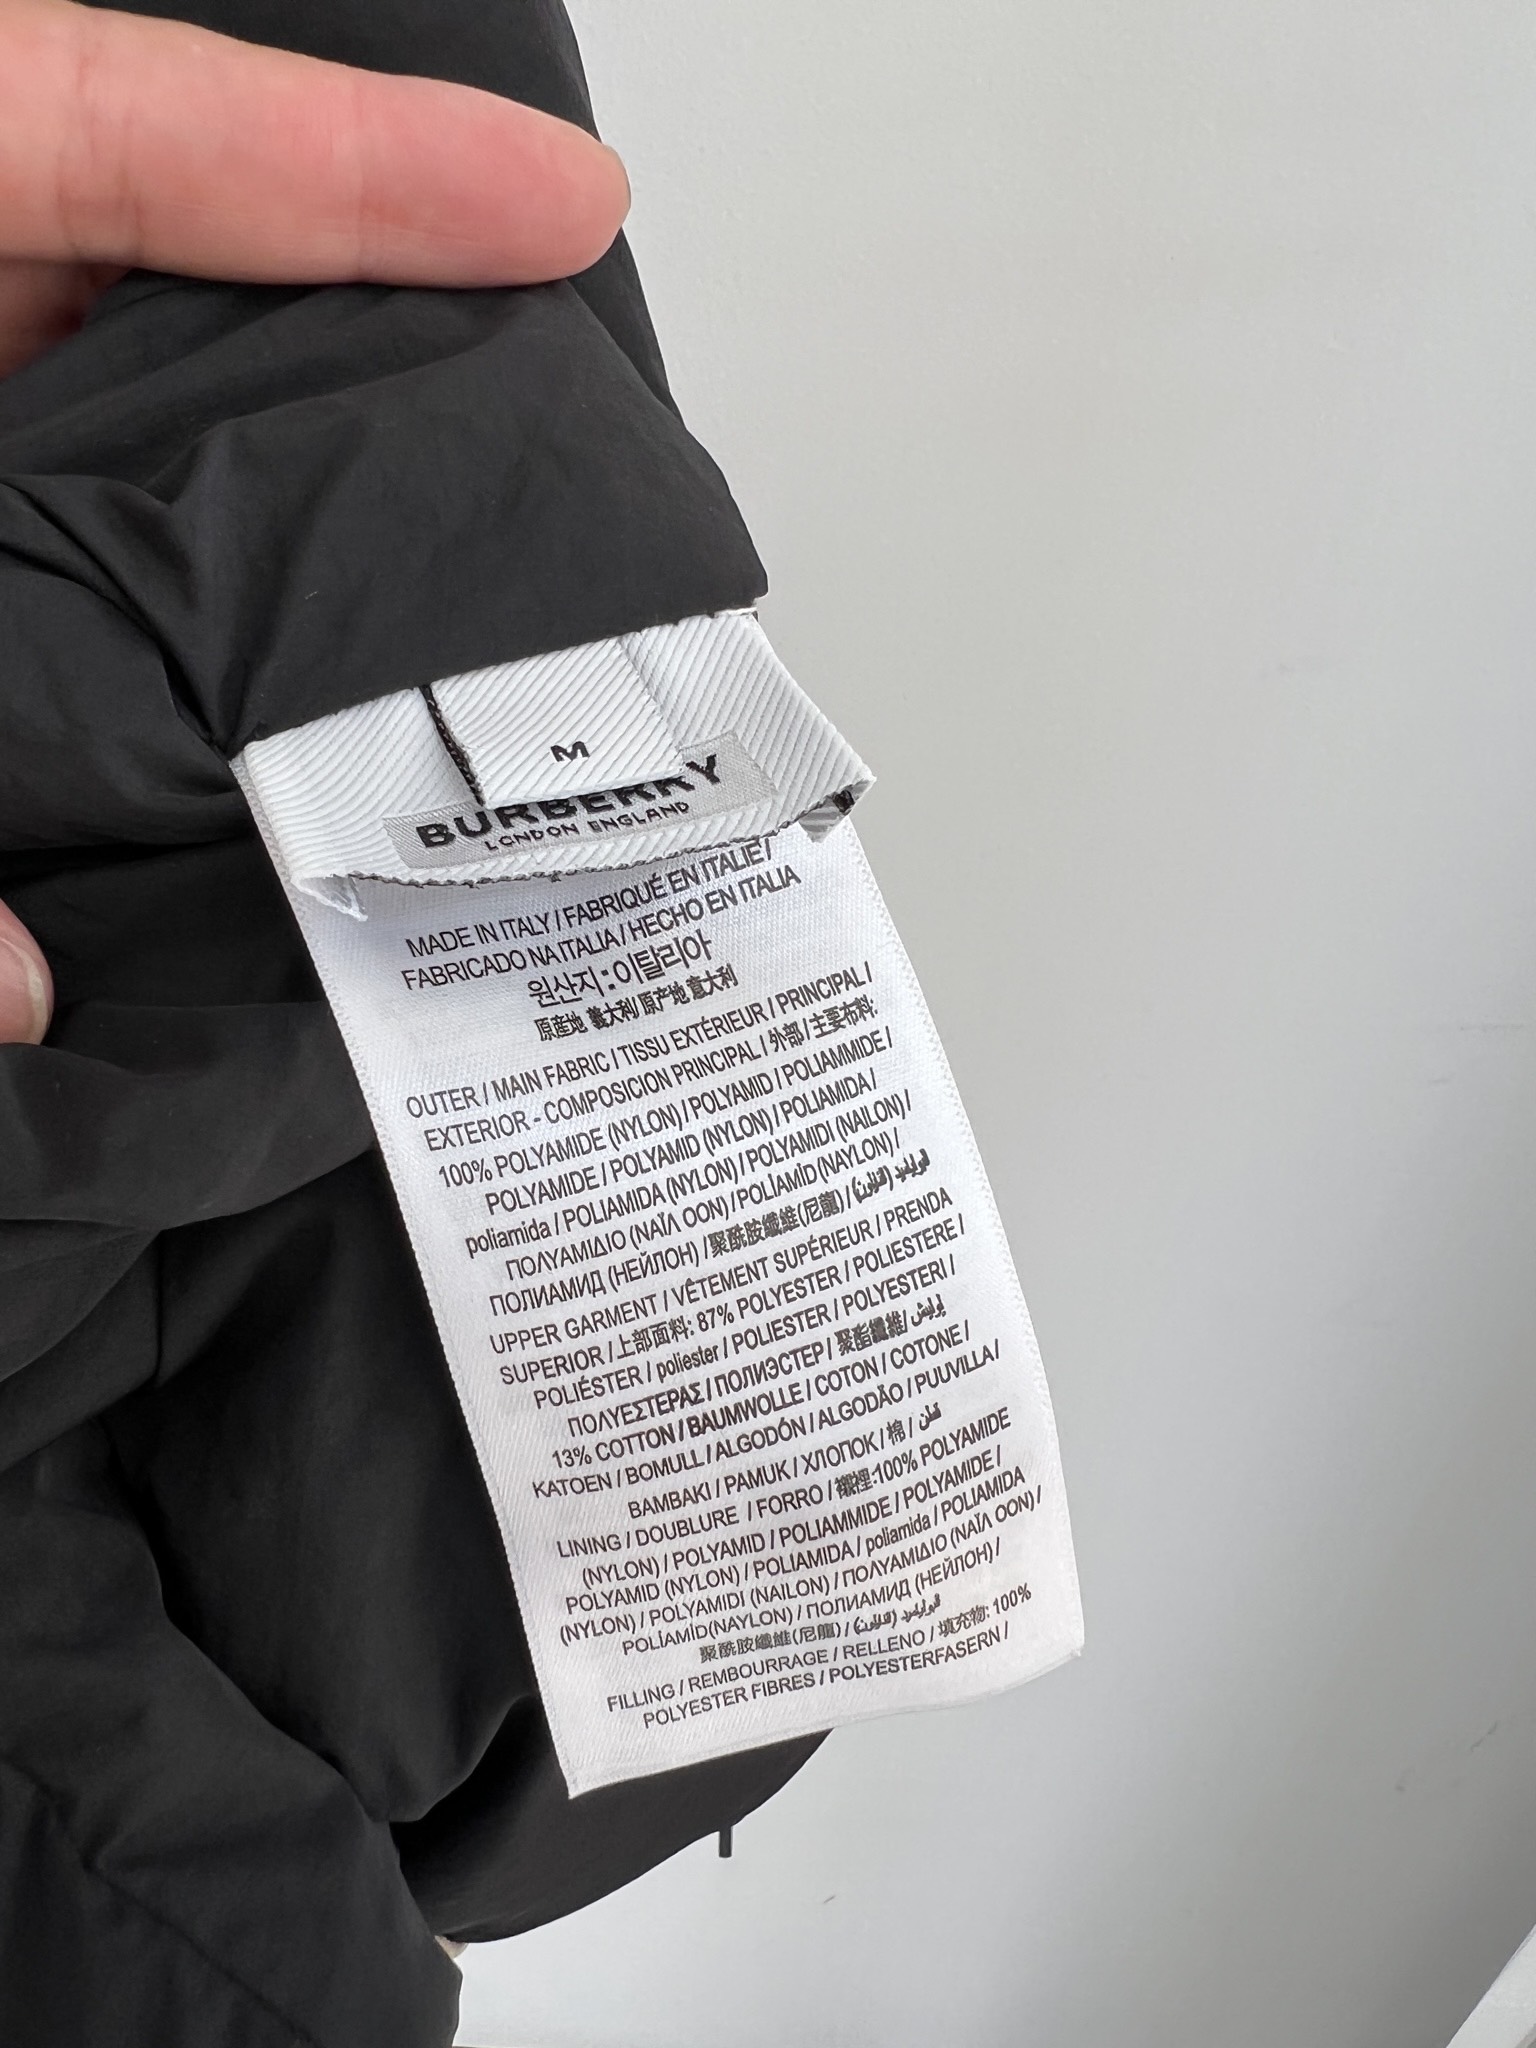 M
BURBERRY
LONDON ENGLAND
MADE IN ITALY / FABRIQUÉ EN ITALIE /
FABRICADO NA ITALIA / HECHO EN ITALIA
원산지 : 이탈리아
原産地 義大利/ 原产地 意大利
OUTER / MAIN FABRIC / TISSU EXTÉRIEUR / PRINCIPAL /
EXTERIOR - COMPOSICION PRINCIPAL / 外部 / 主要布料:
100% POLYAMIDE (NYLON) / POLYAMID / POLIAMMIDE /
POLYAMIDE / POLYAMID (NYLON) / POLIAMIDA /
poliamida / POLIAMIDA (NYLON) / POLYAMIDI (NAILON) /
ΠΟΛΥΑΜΙΔΙΟ (ΝΑΪΛ ΟΟΝ) / POLİAMİD (NAYLON) /
ПОЛИАМИД (НЕЙЛОН) / 聚酰胺纖維(尼龍) /
UPPER GARMENT / VÊTEMENT SUPÉRIEUR / PRENDA
SUPERIOR / 上部面料: 87% POLYESTER / POLIESTERE /
POLIÉSTER / poliester / POLIESTER / POLYESTERI /
ΠΟΛΥΕΣΤΕΡΑΣ / ПОЛИЭСТЕР / 聚酯纖維/
13% COTTON / BAUMWOLLE / COTON / COTONE /
KATOEN / BOMULL / ALGODÓN / ALGODÃO / PUUVILLA /
BAMBAKI / PAMUK / ХЛОПОК / 棉 / قطن
LINING / DOUBLURE / FORRO / 襯裡:100% POLYAMIDE
(NYLON) / POLYAMID / POLIAMMIDE / POLYAMIDE /
POLYAMID (NYLON) / POLIAMIDA / poliamida / POLIAMIDA
(NYLON) / POLYAMIDI (NAILON) / ΠΟΛΥΑΜΙΔΙΟ (ΝΑΪΛ ΟΟΝ) /
POLİAMİD(NAYLON) / ПОЛИАМИД (НЕЙЛОН) /
聚酰胺纖維(尼龍) /
FILLING / REMBOURRAGE / RELLENO / 填充物: 100%
POLYESTER FIBRES / POLYESTERFASERN /